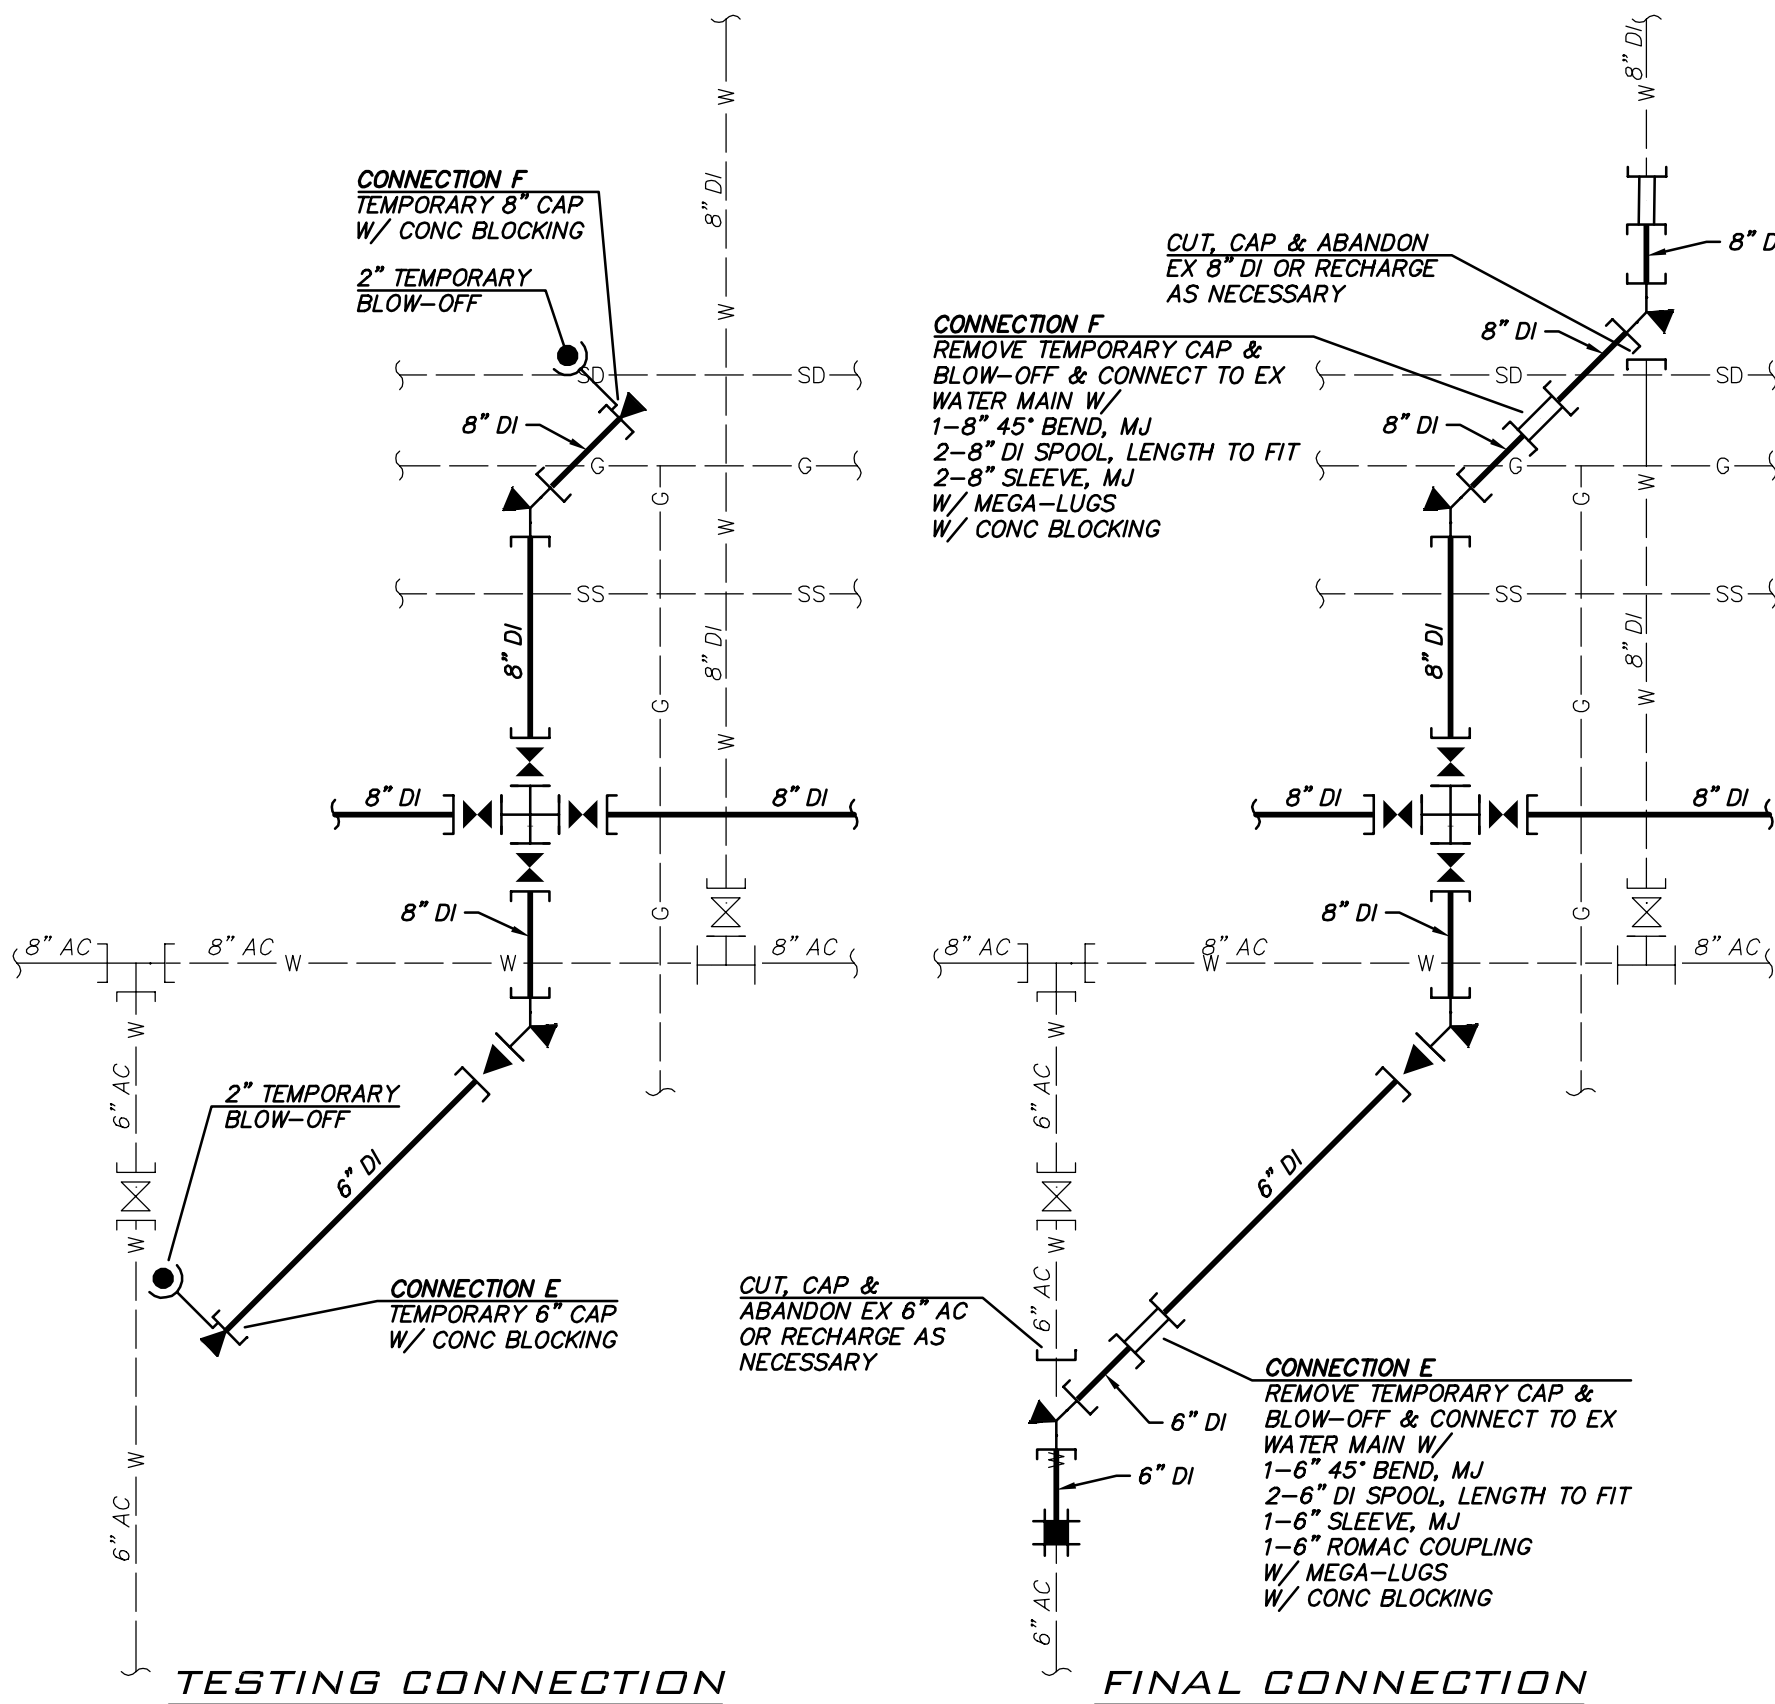 CONNECTION F
TEMPORARY 8" CAP
W/ CONC BLOCKING
2" TEMPORARY
BLOW-OFF
8" DI
W
8" DI
W
W
W
8" DI
W
SD
SD
8" DI
G
G
G
G
G
SS
SS
8" DI
8" DI
8" DI
8" DI
8" AC
8" AC
W
W
8" AC
W
6" AC
W
W
6" AC
2" TEMPORARY
BLOW-OFF
6" DI
CONNECTION E
TEMPORARY 6" CAP
W/ CONC BLOCKING
TESTING CONNECTION
8" DI
W
8" D
CUT, CAP & ABANDON
EX 8" DI OR RECHARGE
AS NECESSARY
8" DI
CONNECTION F
REMOVE TEMPORARY CAP &
BLOW-OFF & CONNECT TO EX
WATER MAIN W/
1-8" 45° BEND, MJ
2-8" DI SPOOL, LENGTH TO FIT
2-8" SLEEVE, MJ
W/ MEGA-LUGS
W/ CONC BLOCKING
SD
SD
8" DI
G
G
W
G
G
G
SS
SS
8" DI
8" DI
W
8" DI
8" DI
8" DI
8" AC
8" AC
W
W
8" AC
W
6" AC
W
6" AC
6" DI
CUT, CAP &
ABANDON EX 6" AC
OR RECHARGE AS
NECESSARY
6" DI
W
6" DI
6" AC
CONNECTION E
REMOVE TEMPORARY CAP &
BLOW-OFF & CONNECT TO EX
WATER MAIN W/
1-6" 45° BEND, MJ
2-6" DI SPOOL, LENGTH TO FIT
1-6" SLEEVE, MJ
1-6" ROMAC COUPLING
W/ MEGA-LUGS
W/ CONC BLOCKING
FINAL CONNECTION